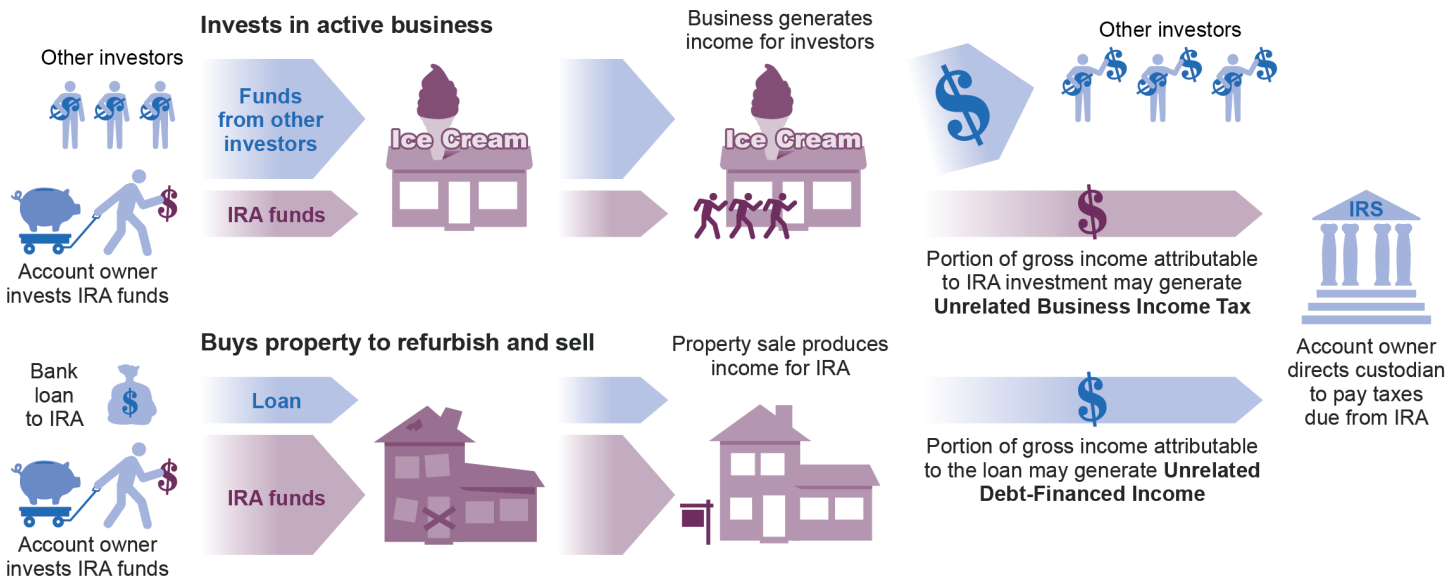 Invests in active business
Other investors
Funds
from other
investors
Ice Cream
Business generates
income for investors
Ice Cream
$
Other investors
$ $ $
$ $ $
$
Account owner
invests IRA funds
IRA funds
$
Portion of gross income attributable
to IRA investment may generate
Unrelated Business Income Tax
IRS
Account owner
directs custodian
to pay taxes
due from IRA
Buys property to refurbish and sell
Bank
loan
to IRA
$
Loan
Property sale produces
income for IRA
$
$
Account owner
invests IRA funds
IRA funds
Portion of gross income attributable
to the loan may generate Unrelated
Debt-Financed Income